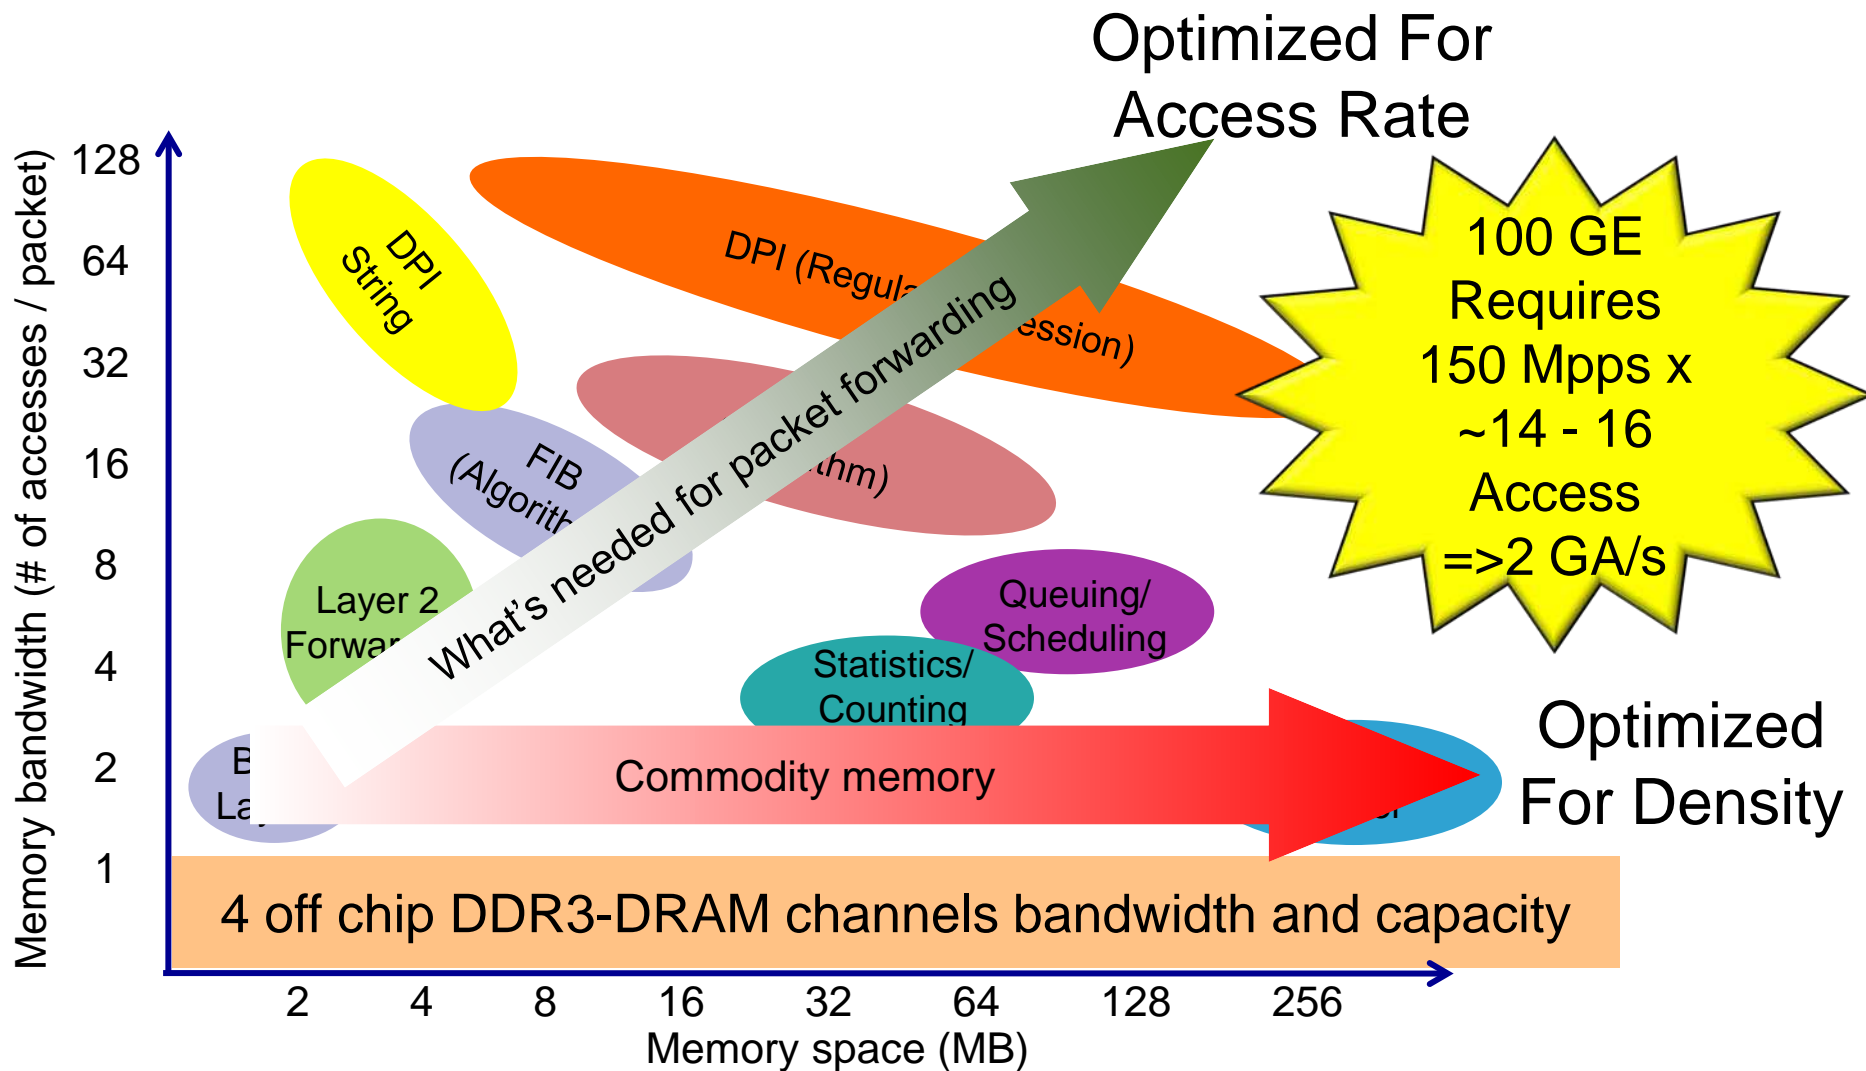 Optimized For
Access Rate
Memory bandwidth (# of accesses / packet)
128
64
32
16
8
4
2
1
DPI
String
DPI (Regula
ession)
100 GE
Requires
150 Mpps x
~14 - 16
Access
=>2 GA/s
What's needed for packet forwarding
FIB
(Algorith
thm)
Layer 2
Forwar
Queuing/
Scheduling
Statistics/
Counting
B
La
Commodity memory
Optimized
For Density
4 off chip DDR3-DRAM channels bandwidth and capacity
2 4 8 16 32 64 128 256
Memory space (MB)